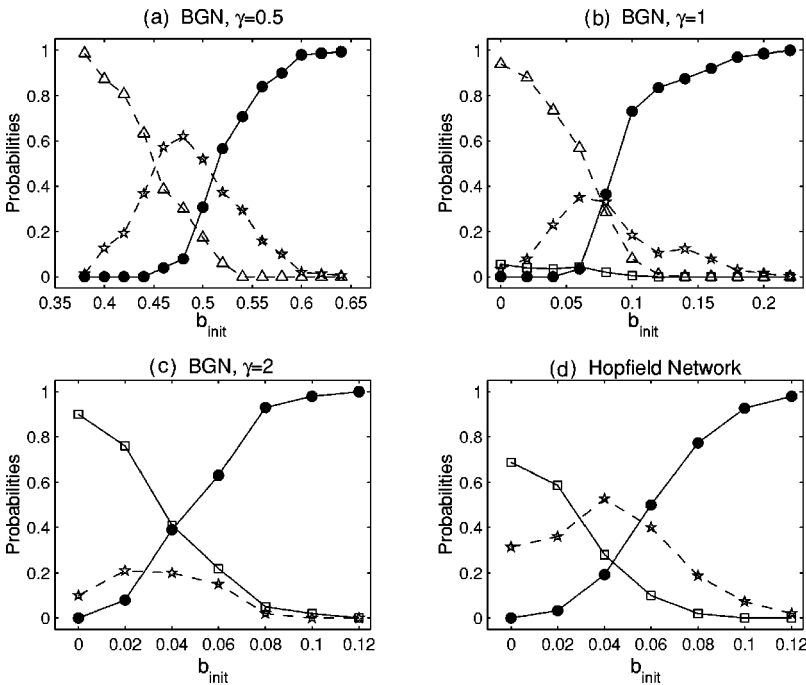 (a) BGN, γ=0.5
Probabilities
1
0.8
0.6
0.4
0.2
0
0.35 0.4 0.45 0.5 0.55 0.6 0.65
b_init
(b) BGN, γ=1
Probabilities
1
0.8
0.6
0.4
0.2
0
0 0.05 0.1 0.15 0.2
b_init
(c) BGN, γ=2
Probabilities
1
0.8
0.6
0.4
0.2
0
0 0.02 0.04 0.06 0.08 0.1 0.12
b_init
(d) Hopfield Network
Probabilities
1
0.8
0.6
0.4
0.2
0
0 0.02 0.04 0.06 0.08 0.1 0.12
b_init